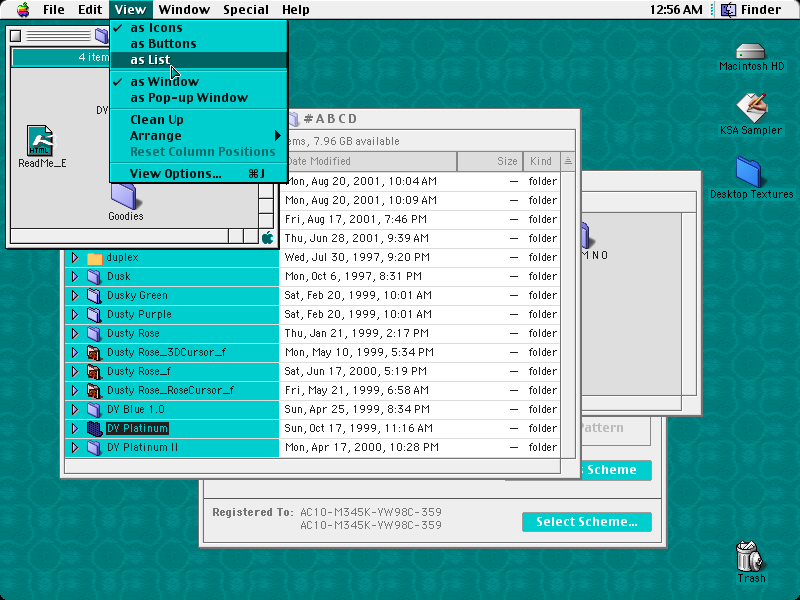 File Edit View Window Special Help 12:56 AM Finder
as Icons
as Buttons
as List
as Window
as Pop-up Window
Clean Up
Arrange
Reset Column Positions
View Options... ⌘J
4 item
DY
HTML
ReadMe_E
Goodies
Macintosh HD
KSA Sampler
Desktop Textures
Trash
#ABCD
ems, 7.96 GB available
Date Modified Size Kind
Mon, Aug 20, 2001, 10:04 AM — folder
Mon, Aug 20, 2001, 10:09 AM — folder
Fri, Aug 17, 2001, 7:46 PM — folder
Thu, Jun 28, 2001, 9:39 AM — folder
duplex Wed, Jul 30, 1997, 9:20 PM — folder
Dusk Mon, Oct 6, 1997, 8:31 PM — folder
Dusky Green Sat, Feb 20, 1999, 10:01 AM — folder
Dusty Purple Sat, Feb 20, 1999, 10:01 AM — folder
Dusty Rose Thu, Jan 21, 1999, 2:17 PM — folder
Dusty Rose_3DCursor_f Mon, May 10, 1999, 5:34 PM — folder
Dusty Rose_f Sat, Jun 17, 2000, 5:19 PM — folder
Dusty Rose_RoseCursor_f Fri, May 21, 1999, 6:58 AM — folder
DY Blue 1.0 Sun, Apr 25, 1999, 8:34 PM — folder
DY Platinum Sun, Oct 17, 1999, 11:16 AM — folder
DY Platinum II Mon, Apr 17, 2000, 10:28 PM — folder
M N O
Pattern
Scheme
Registered To: AC10-M345K-YW98C-359
AC10-M345K-YW98C-359
Select Scheme...